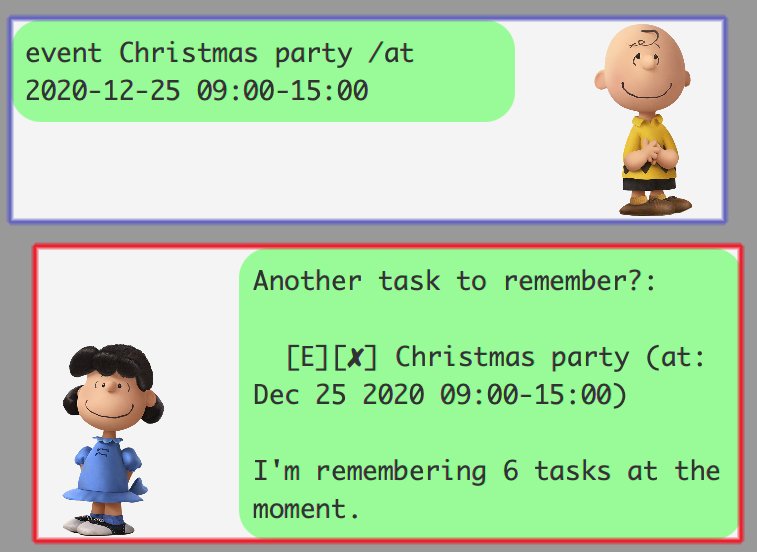 event Christmas party /at
2020-12-25 09:00-15:00
Another task to remember?:
[E][✘] Christmas party (at:
Dec 25 2020 09:00-15:00)
I'm remembering 6 tasks at the
moment.